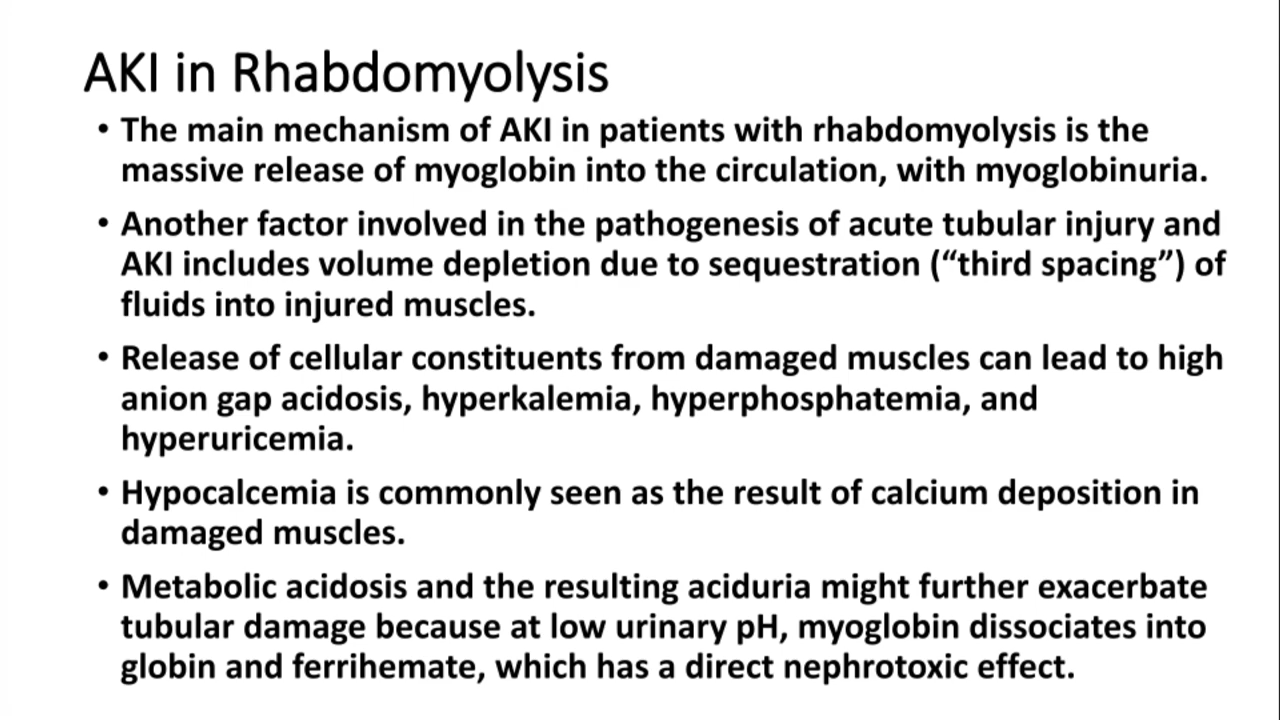 AKI in Rhabdomyolysis
• The main mechanism of AKI in patients with rhabdomyolysis is the
massive release of myoglobin into the circulation, with myoglobinuria.
• Another factor involved in the pathogenesis of acute tubular injury and
AKI includes volume depletion due to sequestration (“third spacing”) of
fluids into injured muscles.
• Release of cellular constituents from damaged muscles can lead to high
anion gap acidosis, hyperkalemia, hyperphosphatemia, and
hyperuricemia.
• Hypocalcemia is commonly seen as the result of calcium deposition in
damaged muscles.
• Metabolic acidosis and the resulting aciduria might further exacerbate
tubular damage because at low urinary pH, myoglobin dissociates into
globin and ferrihemate, which has a direct nephrotoxic effect.